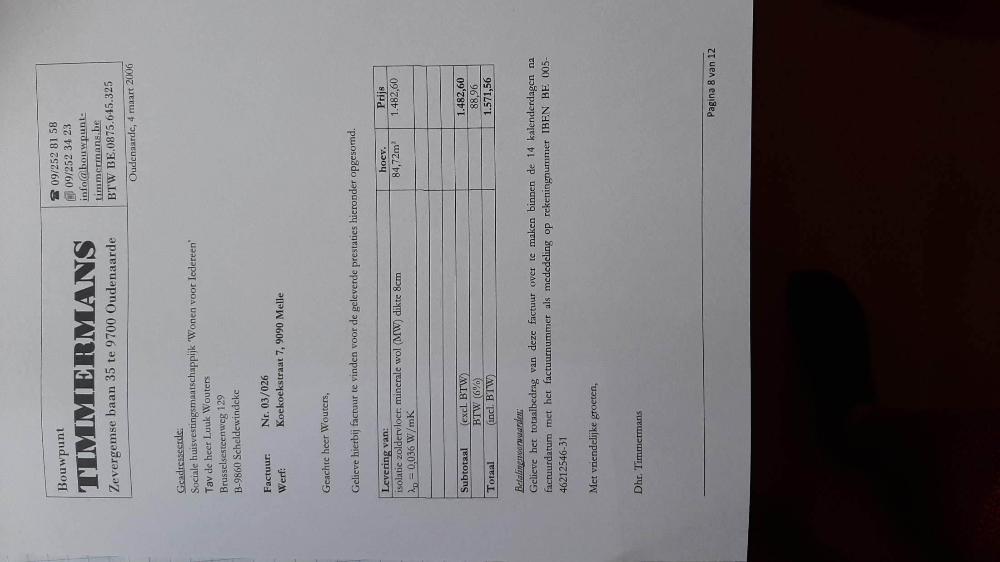 Bouwpunt
TIMMERMANS
Zevergemse baan 35 te 9700 Oudenaarde
☎ 09/252 81 58
09/252 34 23
info@bouwpunt-
timmermans.be
BTW BE.0875.645.325
Oudenaarde, 4 maart 2006
Geadresseerde:
Sociale huisvestingsmaatschappijk 'Wonen voor Iedereen'
Tav de heer Luuk Wouters
Brusselsesteenweg 129
B-9860 Scheldewindeke
Factuur: Nr. 03/026
Werf: Koekoekstraat 7, 9090 Melle
Geachte heer Wouters,
Gelieve hierbij factuur te vinden voor de geleverde prestaties hieronder opgesomd.
Levering van: hoev. Prijs
isolatie zoldervloer: minerale wol (MW) dikte 8cm 84,72m² 1.482,60
λD = 0,036 W/mK
Subtotaal (excl. BTW) 1.482,60
BTW (6%) 88,96
Totaal (incl. BTW) 1.571,56
Betalingsvoorwaarden:
Gelieve het totaalbedrag van deze factuur over te maken binnen de 14 kalenderdagen na
factuurdatum met het factuurnummer als mededeling op rekeningnummer IBEN BE 005-
46212546-31
Met vriendelijke groeten,
Dhr. Timmermans
Pagina 8 van 12